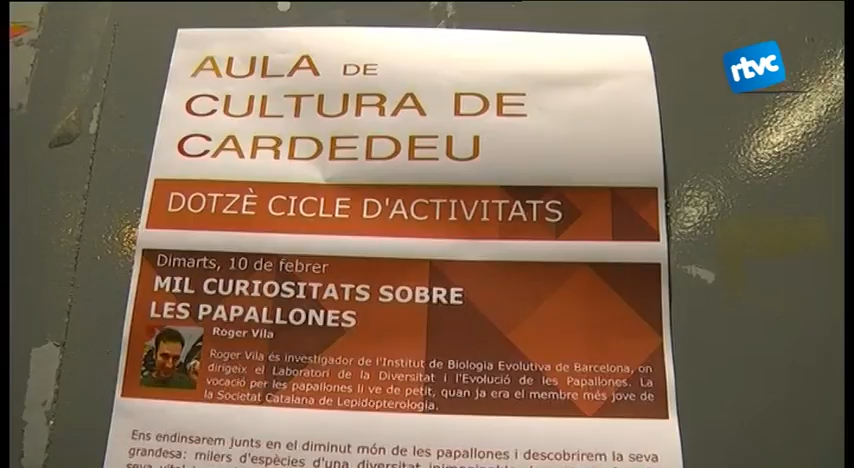 rtvc
AULA DE
CULTURA DE
CARDEDEU
DOTZÈ CICLE D'ACTIVITATS
Dimarts, 10 de febrer
MIL CURIOSITATS SOBRE
LES PAPALLONES
Roger Vila
Roger Vila és investigador de l'Institut de Biologia Evolutiva de Barcelona, on
dirigeix el Laboratori de la Diversitat i l'Evolució de les Papallones. La
vocació per les papallones li ve de petit, quan ja era el membre més jove de
la Societat Catalana de Lepidopterologia.
Ens endinsarem junts en el diminut món de les papallones i descobrirem la seva
grandesa: milers d'espècies d'una diversitat